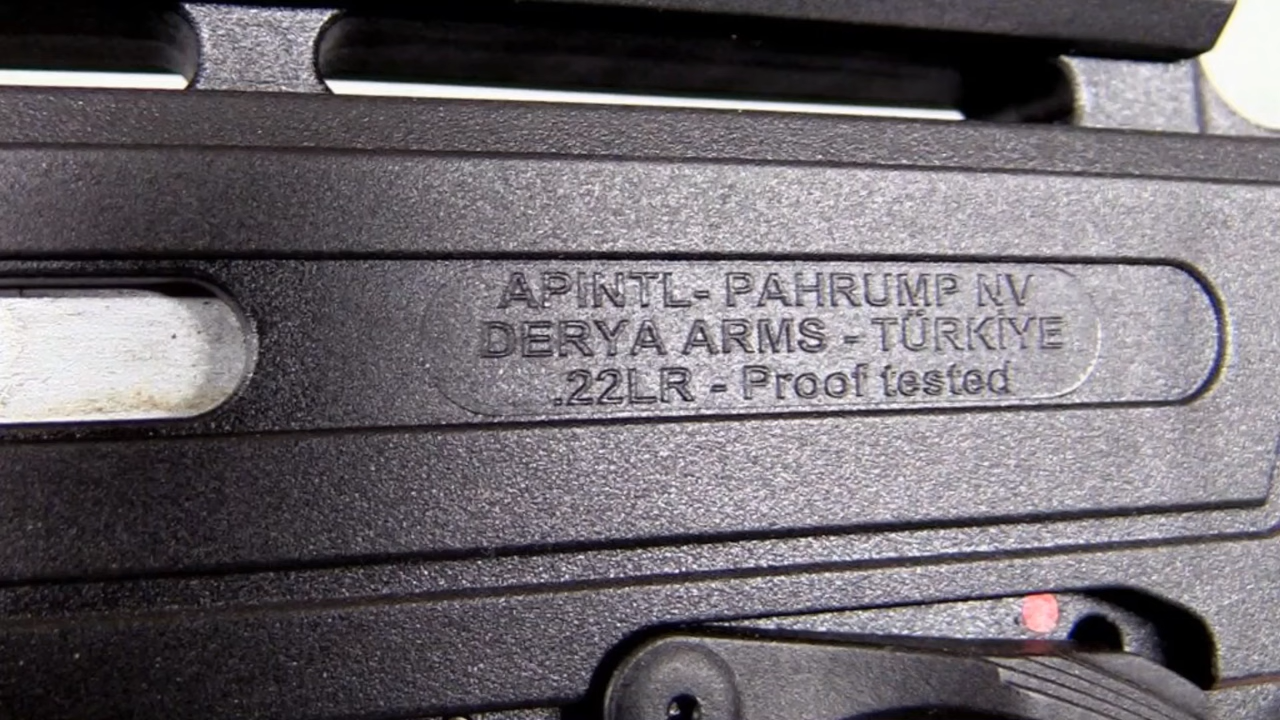 APINTL- PAHRUMP NV
DERYA ARMS - TÜRKİYE
.22LR - Proof tested